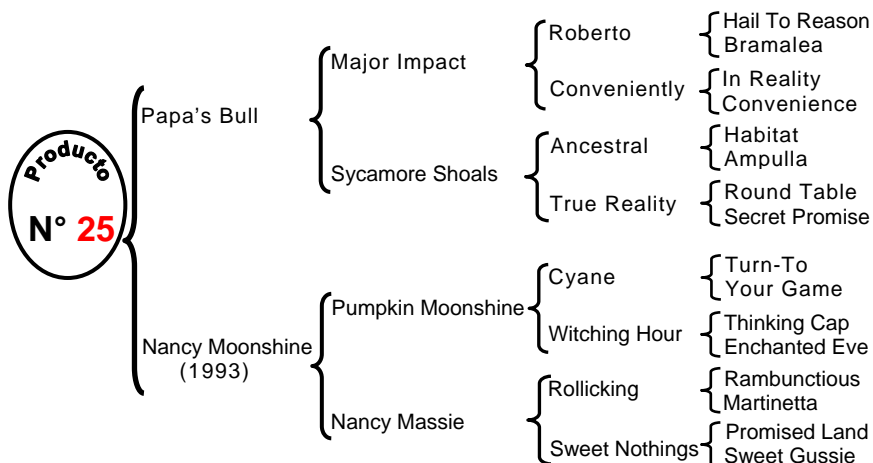 Producto
N° 25
Papa's Bull
Nancy Moonshine
(1993)
Major Impact
Sycamore Shoals
Pumpkin Moonshine
Nancy Massie
Roberto
Conveniently
Ancestral
True Reality
Cyane
Witching Hour
Rollicking
Sweet Nothings
Hail To Reason
Bramalea
In Reality
Convenience
Habitat
Ampulla
Round Table
Secret Promise
Turn-To
Your Game
Thinking Cap
Enchanted Eve
Rambunctious
Martinetta
Promised Land
Sweet Gussie